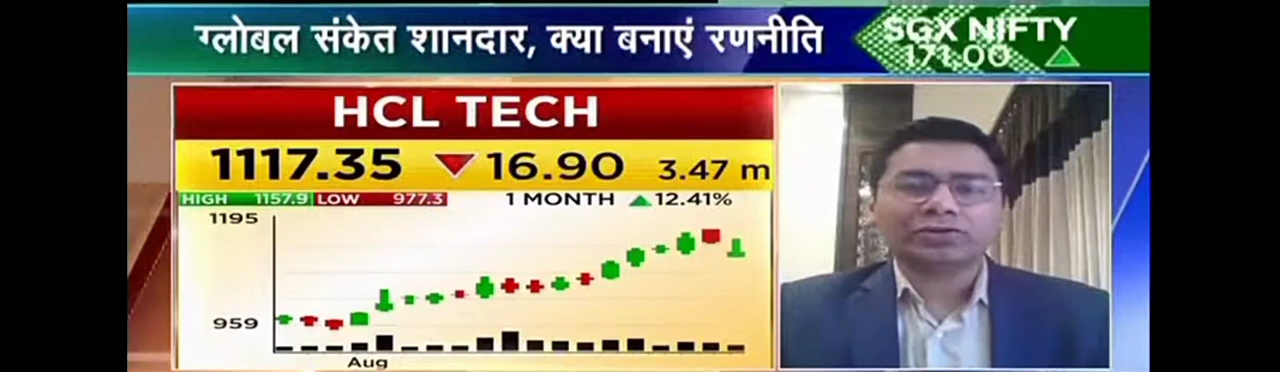 ग्लोबल संकेत शानदार, क्या बनाएं रणनीति
SGX NIFTY
171.00
HCL TECH
1117.35 16.90 3.47 m
HIGH 1157.9 LOW 977.3 1 MONTH 12.41%
1195
959
Aug